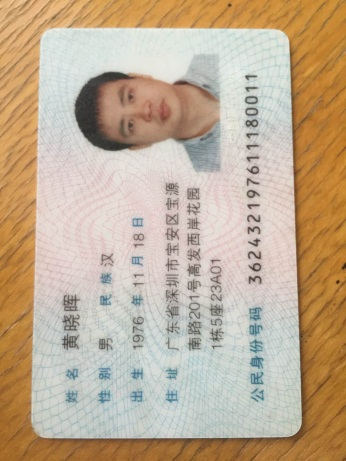 姓名 黄晓晖
性别 男 民族 汉
出生 1976 年 11 月 18 日
住址 广东省深圳市宝安区宝源
南路201号高发西岸花园
1栋5座23A01
公民身份号码 362432197611180011